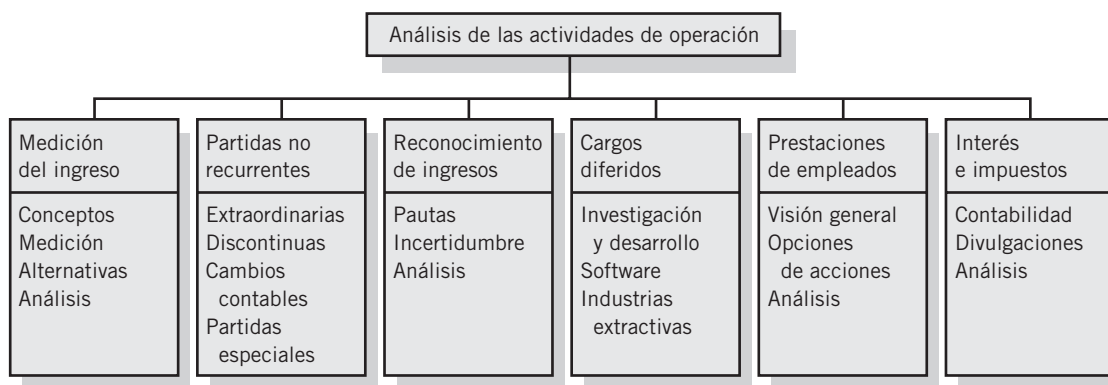 Análisis de las actividades de operación
Medición
del ingreso
Conceptos
Medición
Alternativas
Análisis
Partidas no
recurrentes
Extraordinarias
Discontinuas
Cambios
contables
Partidas
especiales
Reconocimiento
de ingresos
Pautas
Incertidumbre
Análisis
Cargos
diferidos
Investigación
y desarrollo
Software
Industrias
extractivas
Prestaciones
de empleados
Visión general
Opciones
de acciones
Análisis
Interés
e impuestos
Contabilidad
Divulgaciones
Análisis